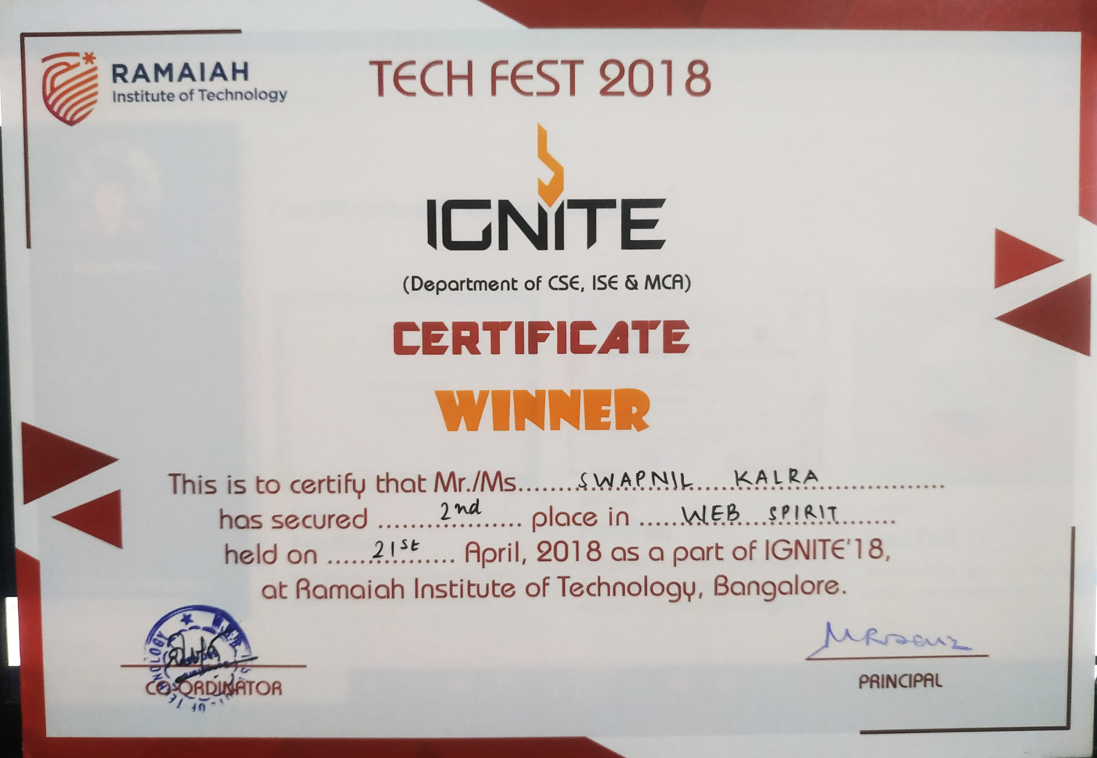 RAMAIAH
Institute of Technology
TECH FEST 2018
IGNITE
(Department of CSE, ISE & MCA)
CERTIFICATE
WINNER
This is to certify that Mr./Ms.......SWAPNIL....KALRA..................
has secured .........2nd...... place in ......WEB..SPIRIT........
held on .......21st..... April, 2018 as a part of IGNITE'18,
at Ramaiah Institute of Technology, Bangalore.
CO-ORDINATOR
PRINCIPAL